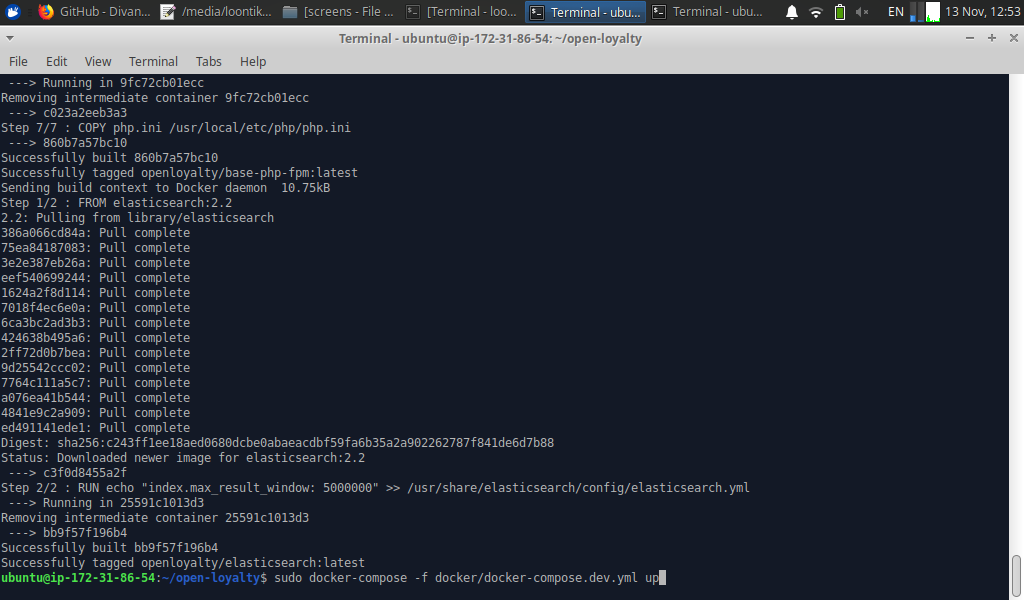 GitHub - Divan...
/media/loontik...
[screens - File ...
[Terminal - loo...
Terminal - ubu...
Terminal - ubu...
EN
13 Nov, 12:53
Terminal - ubuntu@ip-172-31-86-54: ~/open-loyalty
File Edit View Terminal Tabs Help
---> Running in 9fc72cb01ecc
Removing intermediate container 9fc72cb01ecc
---> c023a2eeb3a3
Step 7/7 : COPY php.ini /usr/local/etc/php/php.ini
---> 860b7a57bc10
Successfully built 860b7a57bc10
Successfully tagged openloyalty/base-php-fpm:latest
Sending build context to Docker daemon  10.75kB
Step 1/2 : FROM elasticsearch:2.2
2.2: Pulling from library/elasticsearch
386a066cd84a: Pull complete
75ea84187083: Pull complete
3e2e387eb26a: Pull complete
eef540699244: Pull complete
1624a2f8d114: Pull complete
7018f4ec6e0a: Pull complete
6ca3bc2ad3b3: Pull complete
424638b495a6: Pull complete
2ff72d0b7bea: Pull complete
9d25542ccc02: Pull complete
7764c111a5c7: Pull complete
a076ea41b544: Pull complete
4841e9c2a909: Pull complete
ed491141ede1: Pull complete
Digest: sha256:c243ff1ee18aed0680dcbe0abaeacdbf59fa6b35a2a902262787f841de6d7b88
Status: Downloaded newer image for elasticsearch:2.2
---> c3f0d8455a2f
Step 2/2 : RUN echo "index.max_result_window: 5000000" >> /usr/share/elasticsearch/config/elasticsearch.yml
---> Running in 25591c1013d3
Removing intermediate container 25591c1013d3
---> bb9f57f196b4
Successfully built bb9f57f196b4
Successfully tagged openloyalty/elasticsearch:latest
ubuntu@ip-172-31-86-54:~/open-loyalty$ sudo docker-compose -f docker/docker-compose.dev.yml up